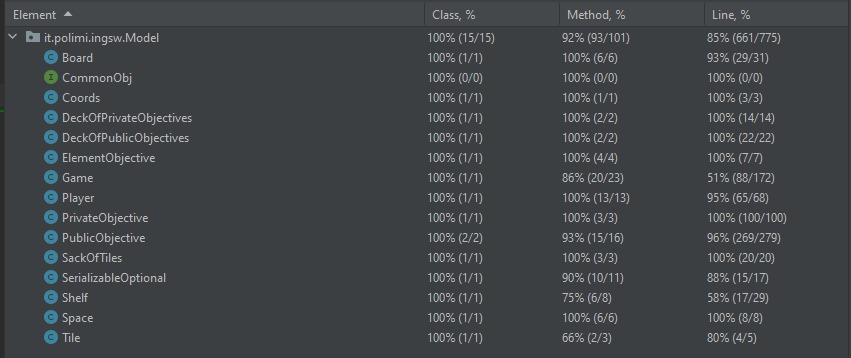 Element Class, % Method, % Line, %
it.polimi.ingsw.Model 100% (15/15) 92% (93/101) 85% (661/775)
C Board 100% (1/1) 100% (6/6) 93% (29/31)
I CommonObj 100% (0/0) 100% (0/0) 100% (0/0)
C Coords 100% (1/1) 100% (1/1) 100% (3/3)
C DeckOfPrivateObjectives 100% (1/1) 100% (2/2) 100% (14/14)
C DeckOfPublicObjectives 100% (1/1) 100% (2/2) 100% (22/22)
C ElementObjective 100% (1/1) 100% (4/4) 100% (7/7)
C Game 100% (1/1) 86% (20/23) 51% (88/172)
C Player 100% (1/1) 100% (13/13) 95% (65/68)
C PrivateObjective 100% (1/1) 100% (3/3) 100% (100/100)
C PublicObjective 100% (2/2) 93% (15/16) 96% (269/279)
C SackOfTiles 100% (1/1) 100% (3/3) 100% (20/20)
C SerializableOptional 100% (1/1) 90% (10/11) 88% (15/17)
C Shelf 100% (1/1) 75% (6/8) 58% (17/29)
C Space 100% (1/1) 100% (6/6) 100% (8/8)
C Tile 100% (1/1) 66% (2/3) 80% (4/5)